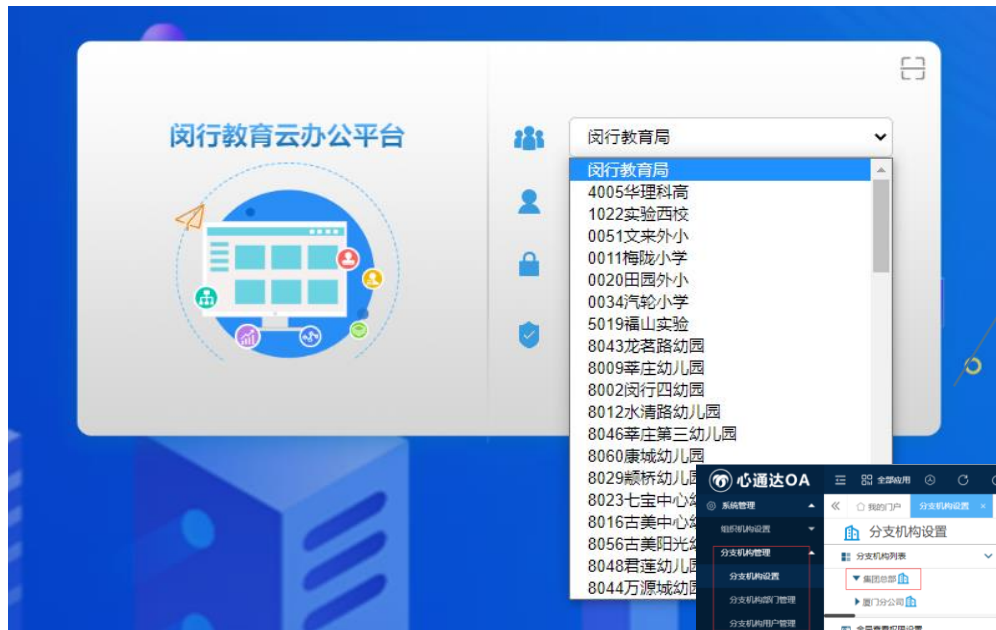 闵行教育云办公平台
闵行教育局
闵行教育局
4005华理科高
1022实验西校
0051文来外小
0011梅陇小学
0020田园外小
0034汽轮小学
5019福山实验
8043龙茗路幼园
8009莘庄幼儿园
8002闵行四幼园
8012水清路幼儿园
8046莘庄第三幼儿园
8060康城幼儿园
8029颛桥幼儿园
8023七宝中心幼
8016古美中心幼
8056古美阳光幼
8048君莲幼儿园
8044万源城幼园
心通达OA
全部应用
系统管理
我的门户
分支机构设置
组织机构设置
分支机构设置
分支机构管理
分支机构列表
分支机构设置
集团总部
分支机构部门管理
厦门分公司
分支机构用户管理